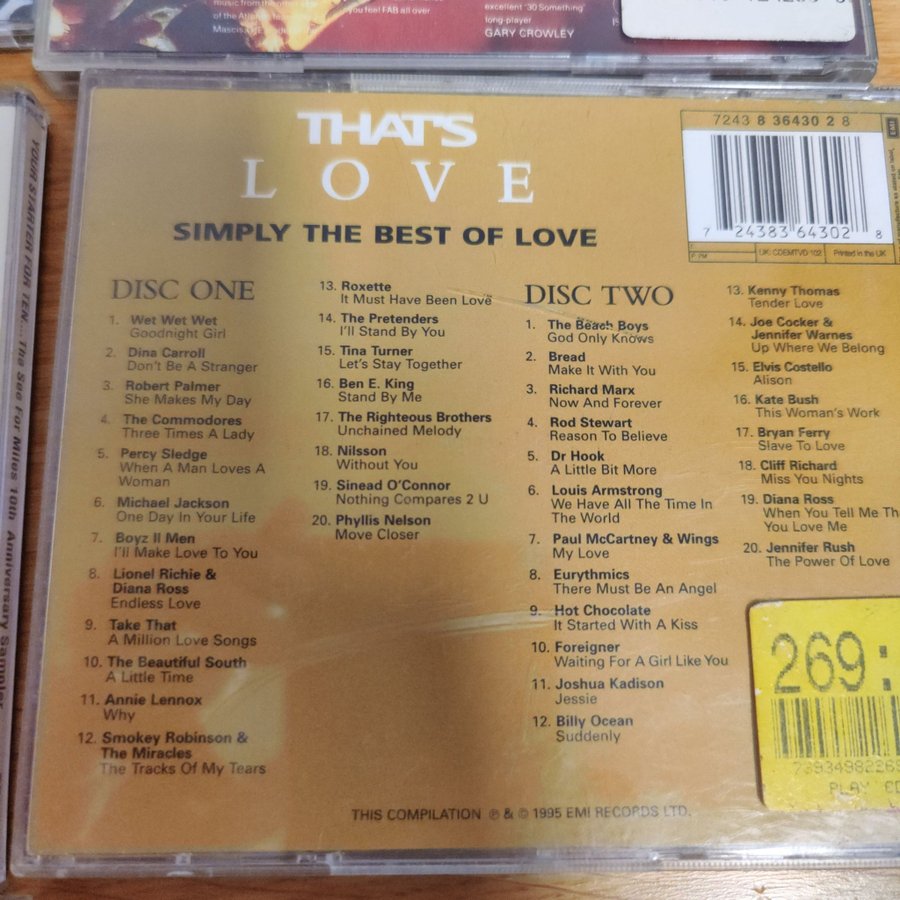 music from the other side
of the Atlantic
you feel FAB all over.
excellent '30 Something'
long-player
GARY CROWLEY
YOUR STARTER FOR TEN... The See For Miles 10th Anniversary Sampler
THAT'S
LOVE
SIMPLY THE BEST OF LOVE
7243 8 36430 2 8
EMI
7 24383 64302 8
UK: CDEMTVD 102
Printed in the UK
DISC ONE
1. Wet Wet Wet
Goodnight Girl
2. Dina Carroll
Don't Be A Stranger
3. Robert Palmer
She Makes My Day
4. The Commodores
Three Times A Lady
5. Percy Sledge
When A Man Loves A
Woman
6. Michael Jackson
One Day In Your Life
7. Boyz II Men
I'll Make Love To You
8. Lionel Richie &
Diana Ross
Endless Love
9. Take That
A Million Love Songs
10. The Beautiful South
A Little Time
11. Annie Lennox
Why
12. Smokey Robinson &
The Miracles
The Tracks Of My Tears
13. Roxette
It Must Have Been Love
14. The Pretenders
I'll Stand By You
15. Tina Turner
Let's Stay Together
16. Ben E. King
Stand By Me
17. The Righteous Brothers
Unchained Melody
18. Nilsson
Without You
19. Sinead O'Connor
Nothing Compares 2 U
20. Phyllis Nelson
Move Closer
DISC TWO
1. The Beach Boys
God Only Knows
2. Bread
Make It With You
3. Richard Marx
Now And Forever
4. Rod Stewart
Reason To Believe
5. Dr Hook
A Little Bit More
6. Louis Armstrong
We Have All The Time In
The World
7. Paul McCartney & Wings
My Love
8. Eurythmics
There Must Be An Angel
9. Hot Chocolate
It Started With A Kiss
10. Foreigner
Waiting For A Girl Like You
11. Joshua Kadison
Jessie
12. Billy Ocean
Suddenly
13. Kenny Thomas
Tender Love
14. Joe Cocker &
Jennifer Warnes
Up Where We Belong
15. Elvis Costello
Alison
16. Kate Bush
This Woman's Work
17. Bryan Ferry
Slave To Love
18. Cliff Richard
Miss You Nights
19. Diana Ross
When You Tell Me Th
You Love Me
20. Jennifer Rush
The Power Of Love
269:
PLAY
THIS COMPILATION ℗ & © 1995 EMI RECORDS LTD.